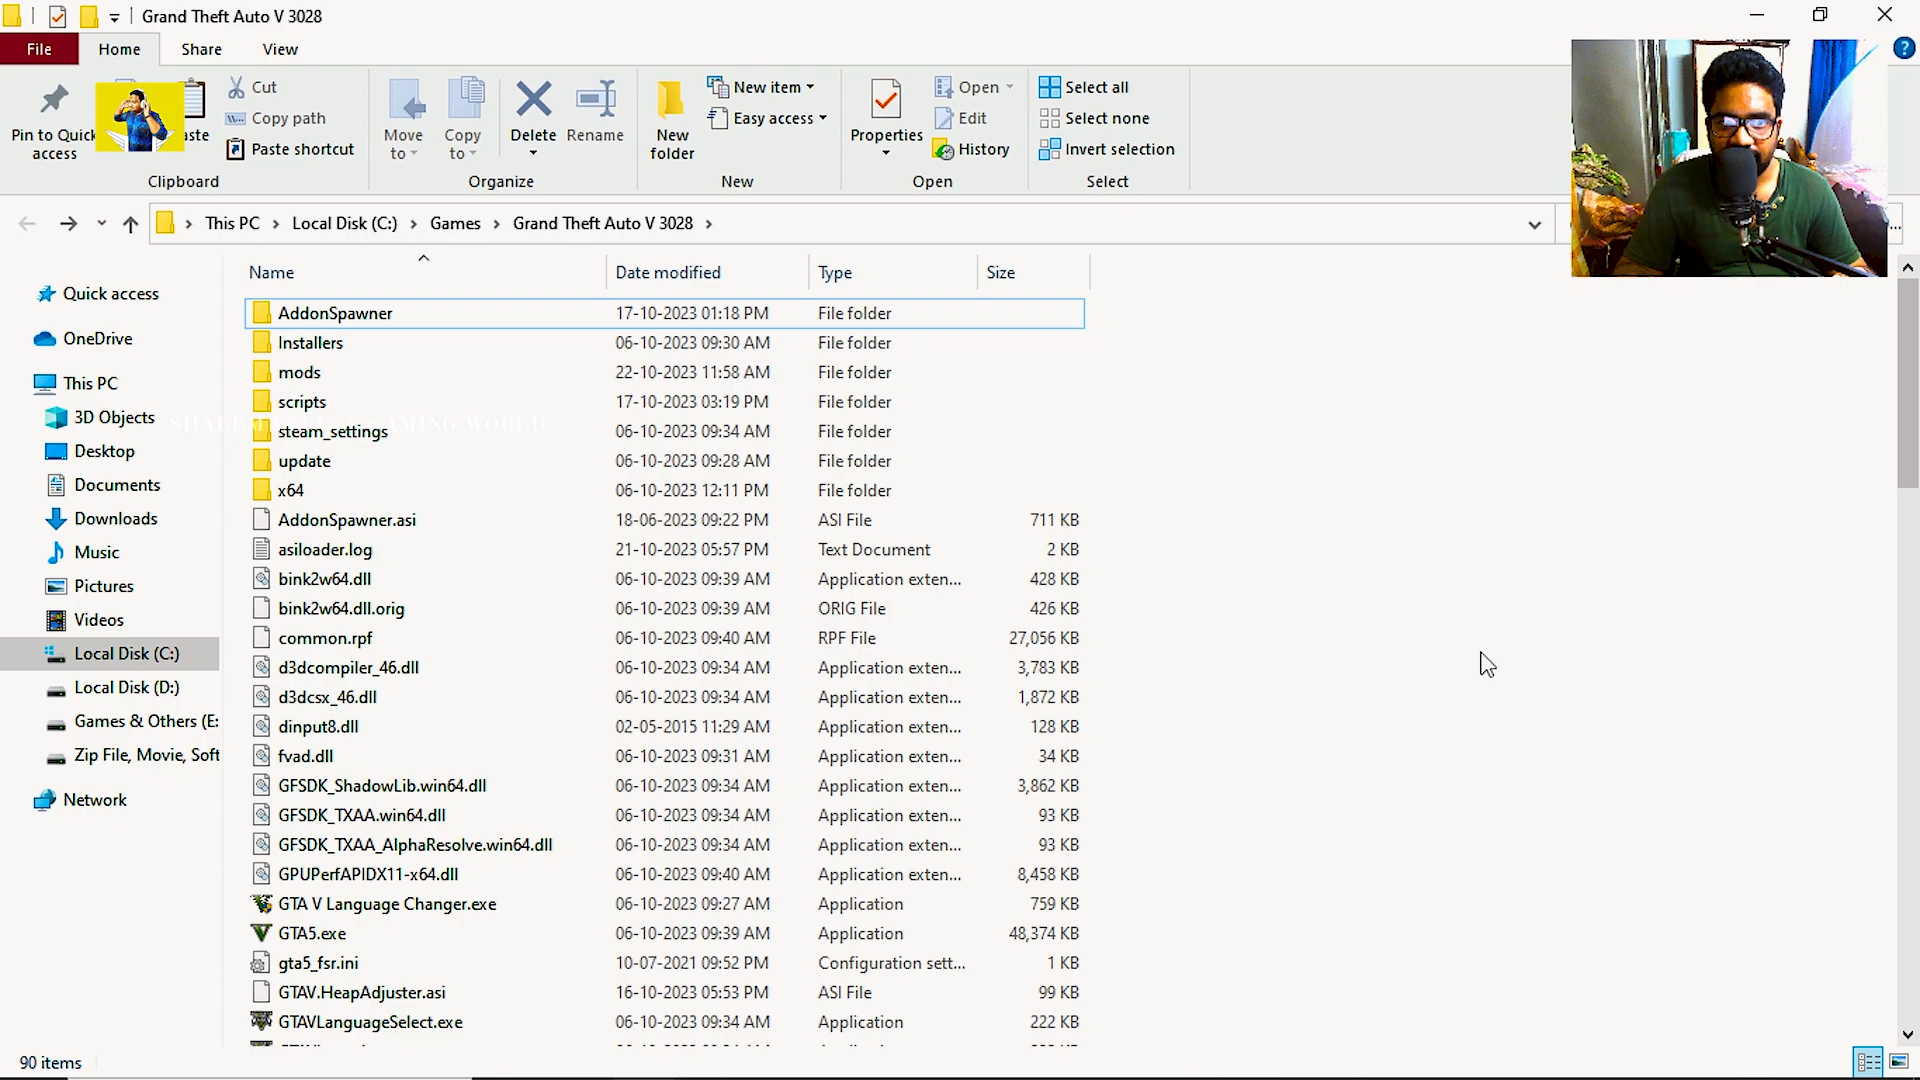 Grand Theft Auto V 3028
File
Home
Share
View
Pin to Quick access
aste
Cut
Copy path
Paste shortcut
Clipboard
Move to
Copy to
Delete
Rename
Organize
New folder
New item
Easy access
New
Properties
Open
Edit
History
Open
Select all
Select none
Invert selection
Select
This PC > Local Disk (C:) > Games > Grand Theft Auto V 3028 >
Quick access
OneDrive
This PC
3D Objects
Desktop
Documents
Downloads
Music
Pictures
Videos
Local Disk (C:)
Local Disk (D:)
Games & Others (E:
Zip File, Movie, Soft
Network
Name Date modified Type Size
AddonSpawner 17-10-2023 01:18 PM File folder
Installers 06-10-2023 09:30 AM File folder
mods 22-10-2023 11:58 AM File folder
scripts 17-10-2023 03:19 PM File folder
GAMING WORLD
steam_settings 06-10-2023 09:34 AM File folder
update 06-10-2023 09:28 AM File folder
x64 06-10-2023 12:11 PM File folder
AddonSpawner.asi 18-06-2023 09:22 PM ASI File 711 KB
asiloader.log 21-10-2023 05:57 PM Text Document 2 KB
bink2w64.dll 06-10-2023 09:39 AM Application exten... 428 KB
bink2w64.dll.orig 06-10-2023 09:39 AM ORIG File 426 KB
common.rpf 06-10-2023 09:40 AM RPF File 27,056 KB
d3dcompiler_46.dll 06-10-2023 09:34 AM Application exten... 3,783 KB
d3dcsx_46.dll 06-10-2023 09:34 AM Application exten... 1,872 KB
dinput8.dll 02-05-2015 11:29 AM Application exten... 128 KB
fvad.dll 06-10-2023 09:31 AM Application exten... 34 KB
GFSDK_ShadowLib.win64.dll 06-10-2023 09:34 AM Application exten... 3,862 KB
GFSDK_TXAA.win64.dll 06-10-2023 09:34 AM Application exten... 93 KB
GFSDK_TXAA_AlphaResolve.win64.dll 06-10-2023 09:34 AM Application exten... 93 KB
GPUPerfAPIDX11-x64.dll 06-10-2023 09:40 AM Application exten... 8,458 KB
GTA V Language Changer.exe 06-10-2023 09:27 AM Application 759 KB
GTA5.exe 06-10-2023 09:39 AM Application 48,374 KB
gta5_fsr.ini 10-07-2021 09:52 PM Configuration sett... 1 KB
GTAV.HeapAdjuster.asi 16-10-2023 05:53 PM ASI File 99 KB
GTAVLanguageSelect.exe 06-10-2023 09:34 AM Application 222 KB
90 items